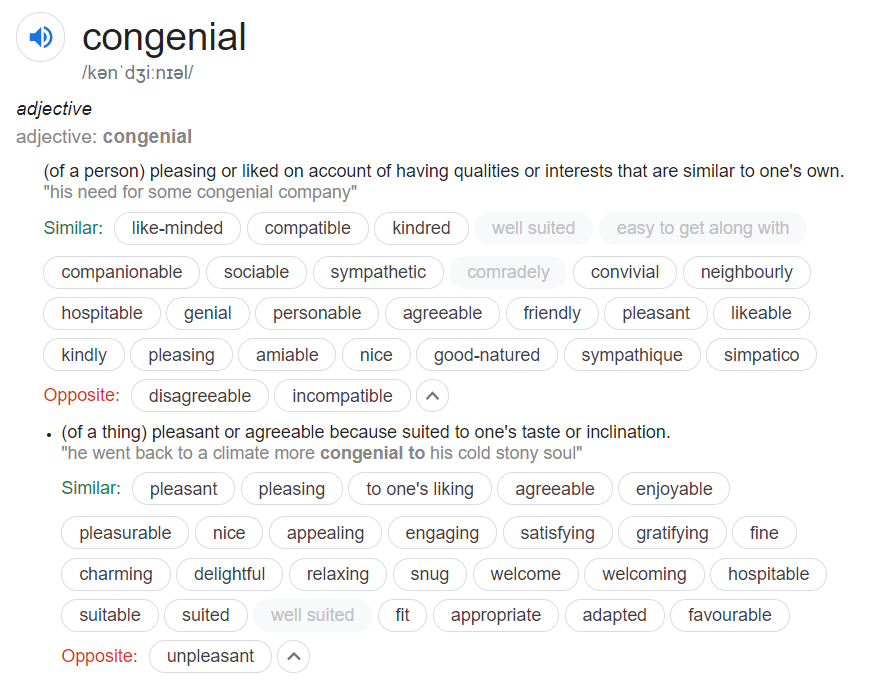 congenial
/kənˈdʒiːnɪəl/
adjective
adjective: congenial
(of a person) pleasing or liked on account of having qualities or interests that are similar to one's own.
"his need for some congenial company"
Similar: like-minded compatible kindred well suited easy to get along with
companionable sociable sympathetic comradely convivial neighbourly
hospitable genial personable agreeable friendly pleasant likeable
kindly pleasing amiable nice good-natured sympathique simpatico
Opposite: disagreeable incompatible
• (of a thing) pleasant or agreeable because suited to one's taste or inclination.
"he went back to a climate more congenial to his cold stony soul"
Similar: pleasant pleasing to one's liking agreeable enjoyable
pleasurable nice appealing engaging satisfying gratifying fine
charming delightful relaxing snug welcome welcoming hospitable
suitable suited well suited fit appropriate adapted favourable
Opposite: unpleasant